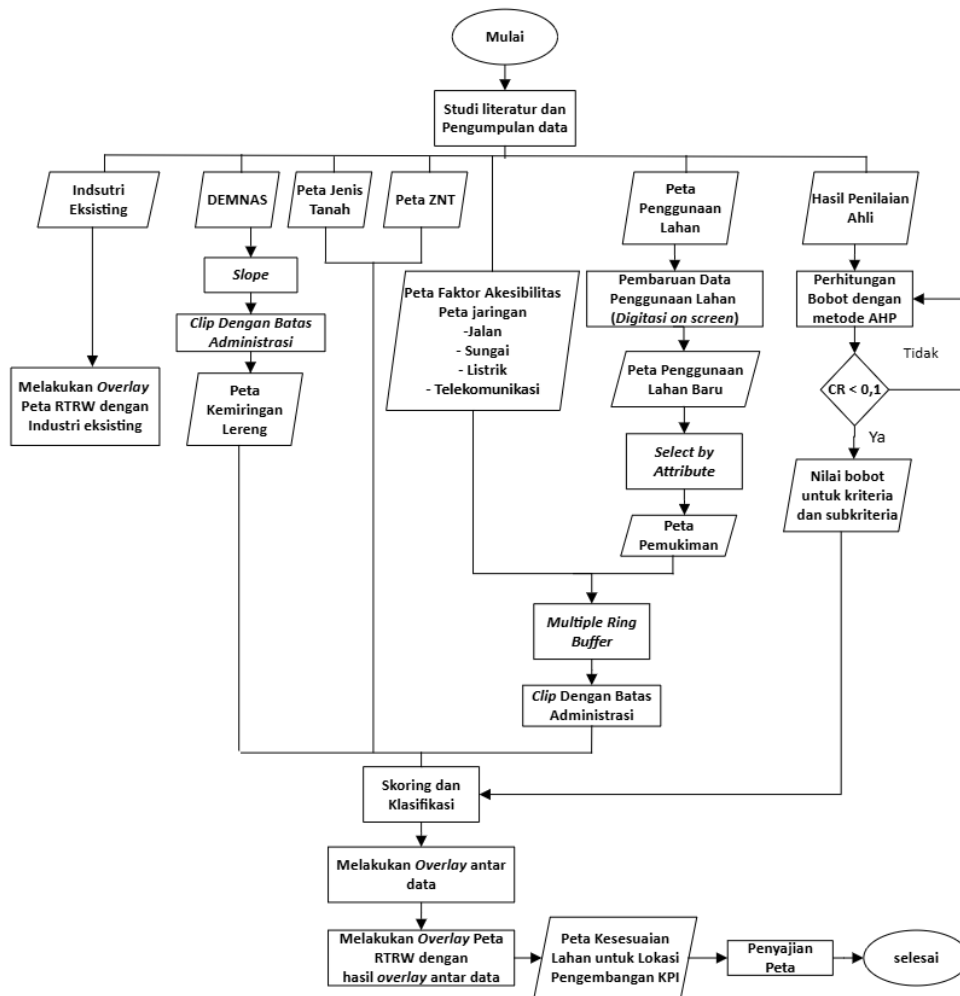 Mulai
Studi literatur dan
Pengumpulan data
Indsutri
Eksisting
DEMNAS
Peta Jenis
Tanah
Peta ZNT
Peta
Penggunaan
Lahan
Hasil Penilaian
Ahli
Slope
Clip Dengan Batas
Administrasi
Peta
Kemiringan
Lereng
Melakukan Overlay
Peta RTRW dengan
Industri eksisting
Peta Faktor Akesibilitas
Peta jaringan
-Jalan
- Sungai
- Listrik
- Telekomunikasi
Pembaruan Data
Penggunaan Lahan
(Digitasi on screen)
Peta Penggunaan
Lahan Baru
Select by
Attribute
Peta
Pemukiman
Perhitungan
Bobot dengan
metode AHP
Tidak
CR < 0,1
Ya
Nilai bobot
untuk kriteria
dan subkriteria
Multiple Ring
Buffer
Clip Dengan Batas
Administrasi
Skoring dan
Klasifikasi
Melakukan Overlay antar
data
Melakukan Overlay Peta
RTRW dengan
hasil overlay antar data
Peta Kesesuaian
Lahan untuk Lokasi
Pengembangan KPI
Penyajian
Peta
selesai